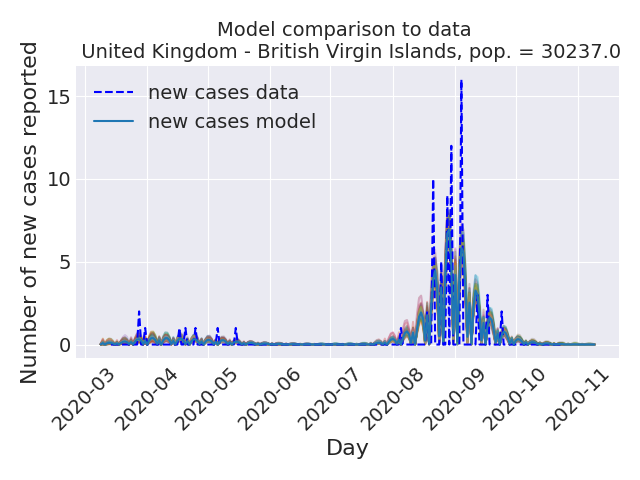 Model comparison to data
United Kingdom - British Virgin Islands, pop. = 30237.0
Number of new cases reported
15
10
5
0
new cases data
new cases model
2020-03
2020-04
2020-05
2020-06
2020-07
2020-08
2020-09
2020-10
2020-11
Day